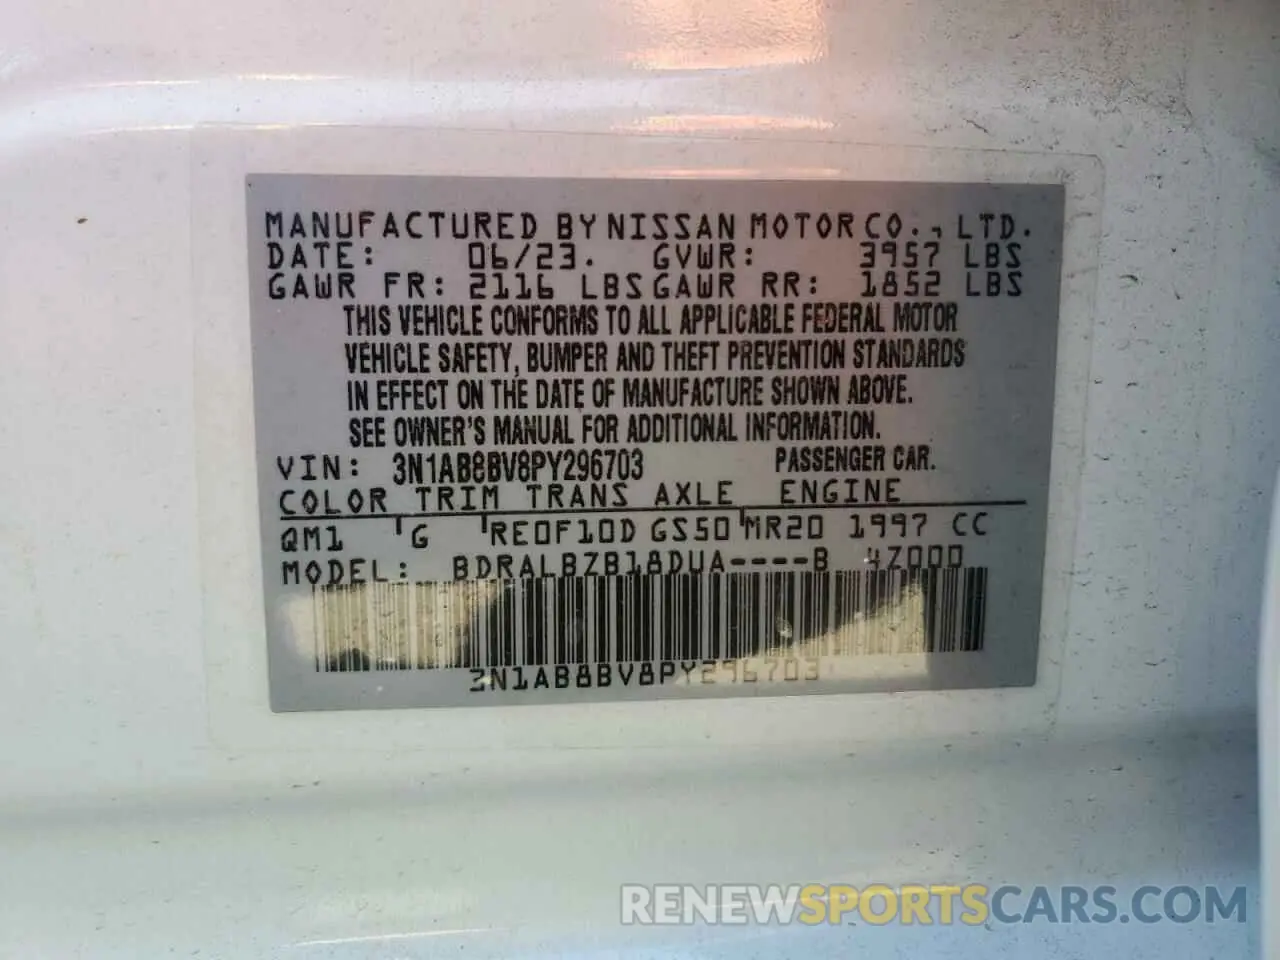 MANUFACTURED BY NISSAN MOTOR CO., LTD.
DATE: 06/23. GVWR: 3957 LBS
GAWR FR: 2116 LBS GAWR RR: 1852 LBS
THIS VEHICLE CONFORMS TO ALL APPLICABLE FEDERAL MOTOR
VEHICLE SAFETY, BUMPER AND THEFT PREVENTION STANDARDS
IN EFFECT ON THE DATE OF MANUFACTURE SHOWN ABOVE.
SEE OWNER'S MANUAL FOR ADDITIONAL INFORMATION.
VIN: 3N1AB8BV8PY296703 PASSENGER CAR.
COLOR TRIM TRANS AXLE ENGINE
QM1 G RE0F10D GS50 MR20 1997 CC
MODEL: BDRALBZB18DUA----B 4Z000
3N1AB8BV8PY296703
RENEWSPORTSCARS.COM